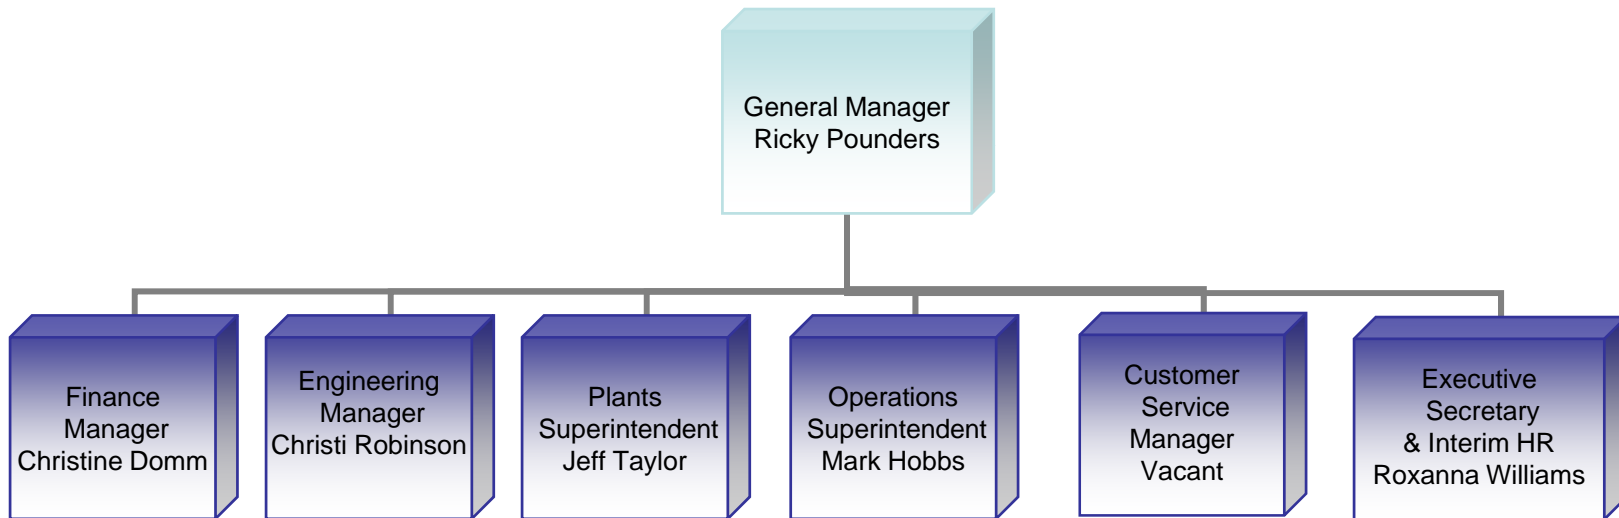 General Manager
Ricky Pounders
Finance
Manager
Christine Domm
Engineering
Manager
Christi Robinson
Plants
Superintendent
Jeff Taylor
Operations
Superintendent
Mark Hobbs
Customer
Service
Manager
Vacant
Executive
Secretary
& Interim HR
Roxanna Williams